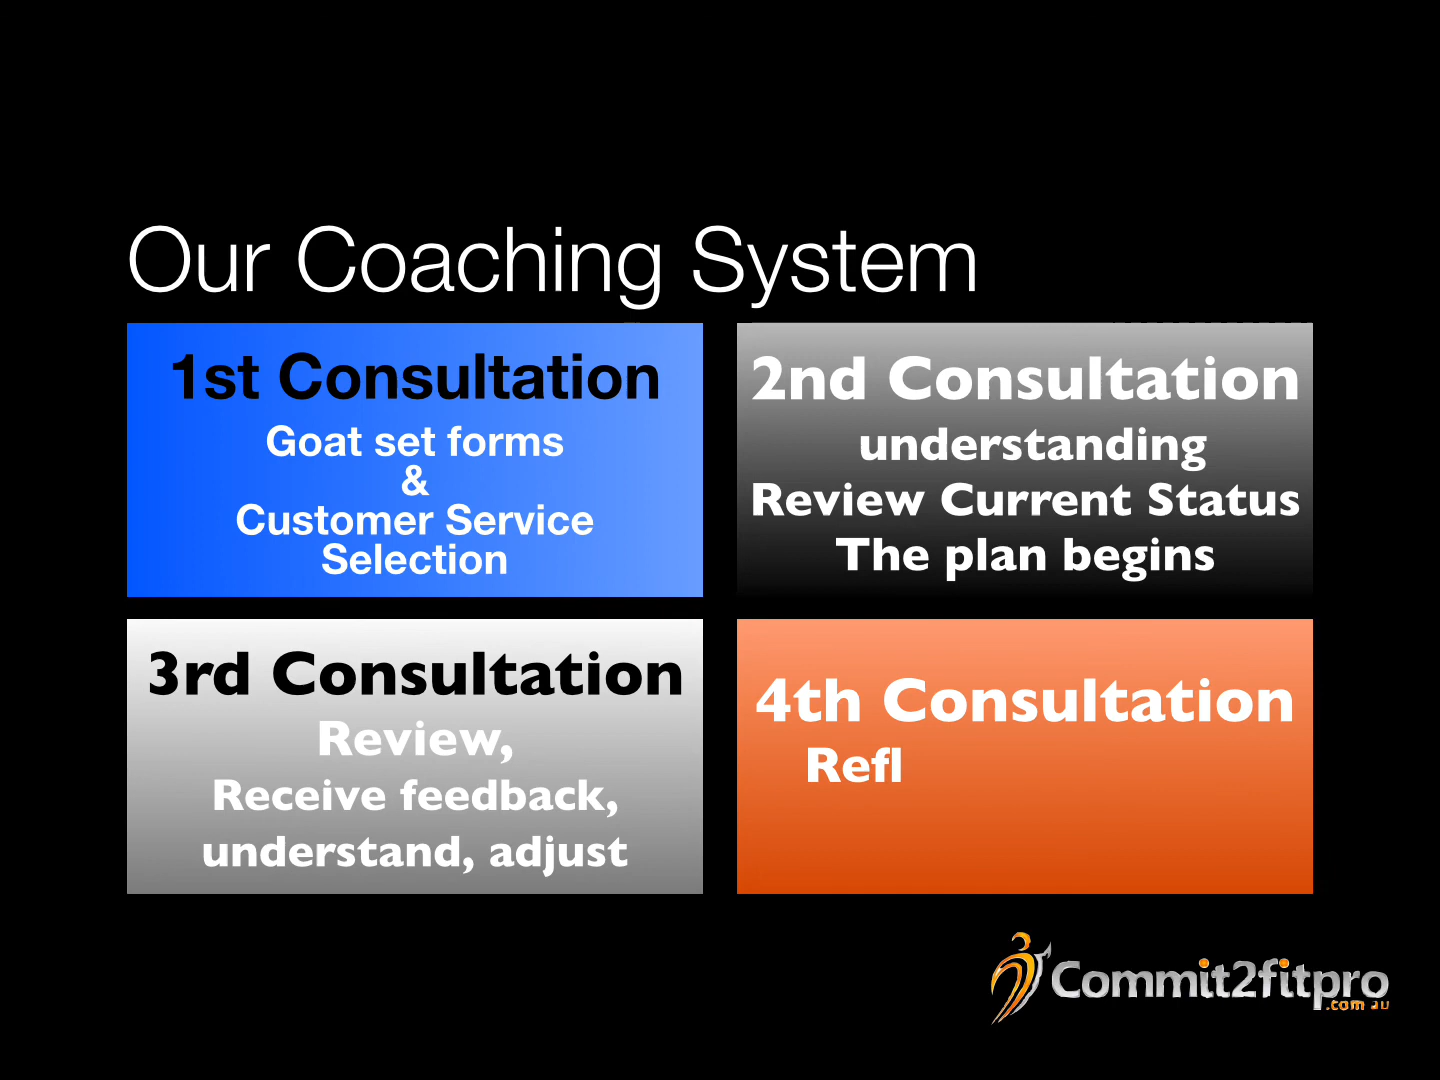 Our Coaching System
1st Consultation
Goat set forms
&
Customer Service
Selection
2nd Consultation
understanding
Review Current Status
The plan begins
3rd Consultation
Review,
Receive feedback,
understand, adjust
4th Consultation
Refl
Commit2fitpro
.com au